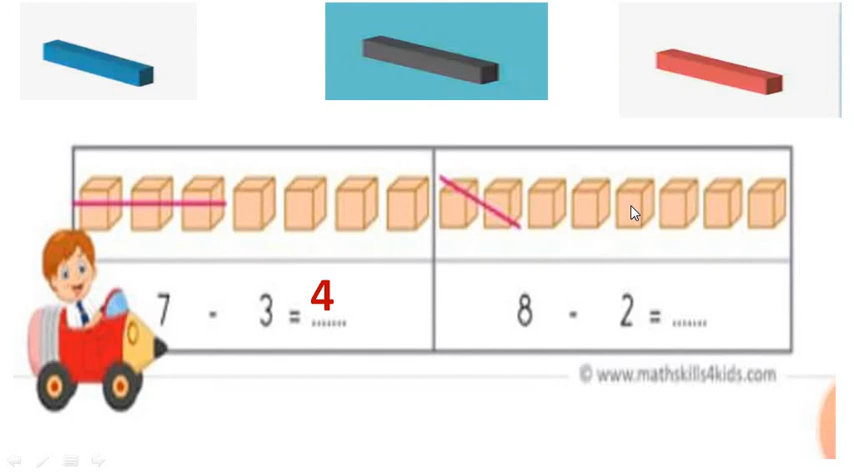 7 - 3 = 4 .......
8 - 2 = .......
© www.mathskills4kids.com